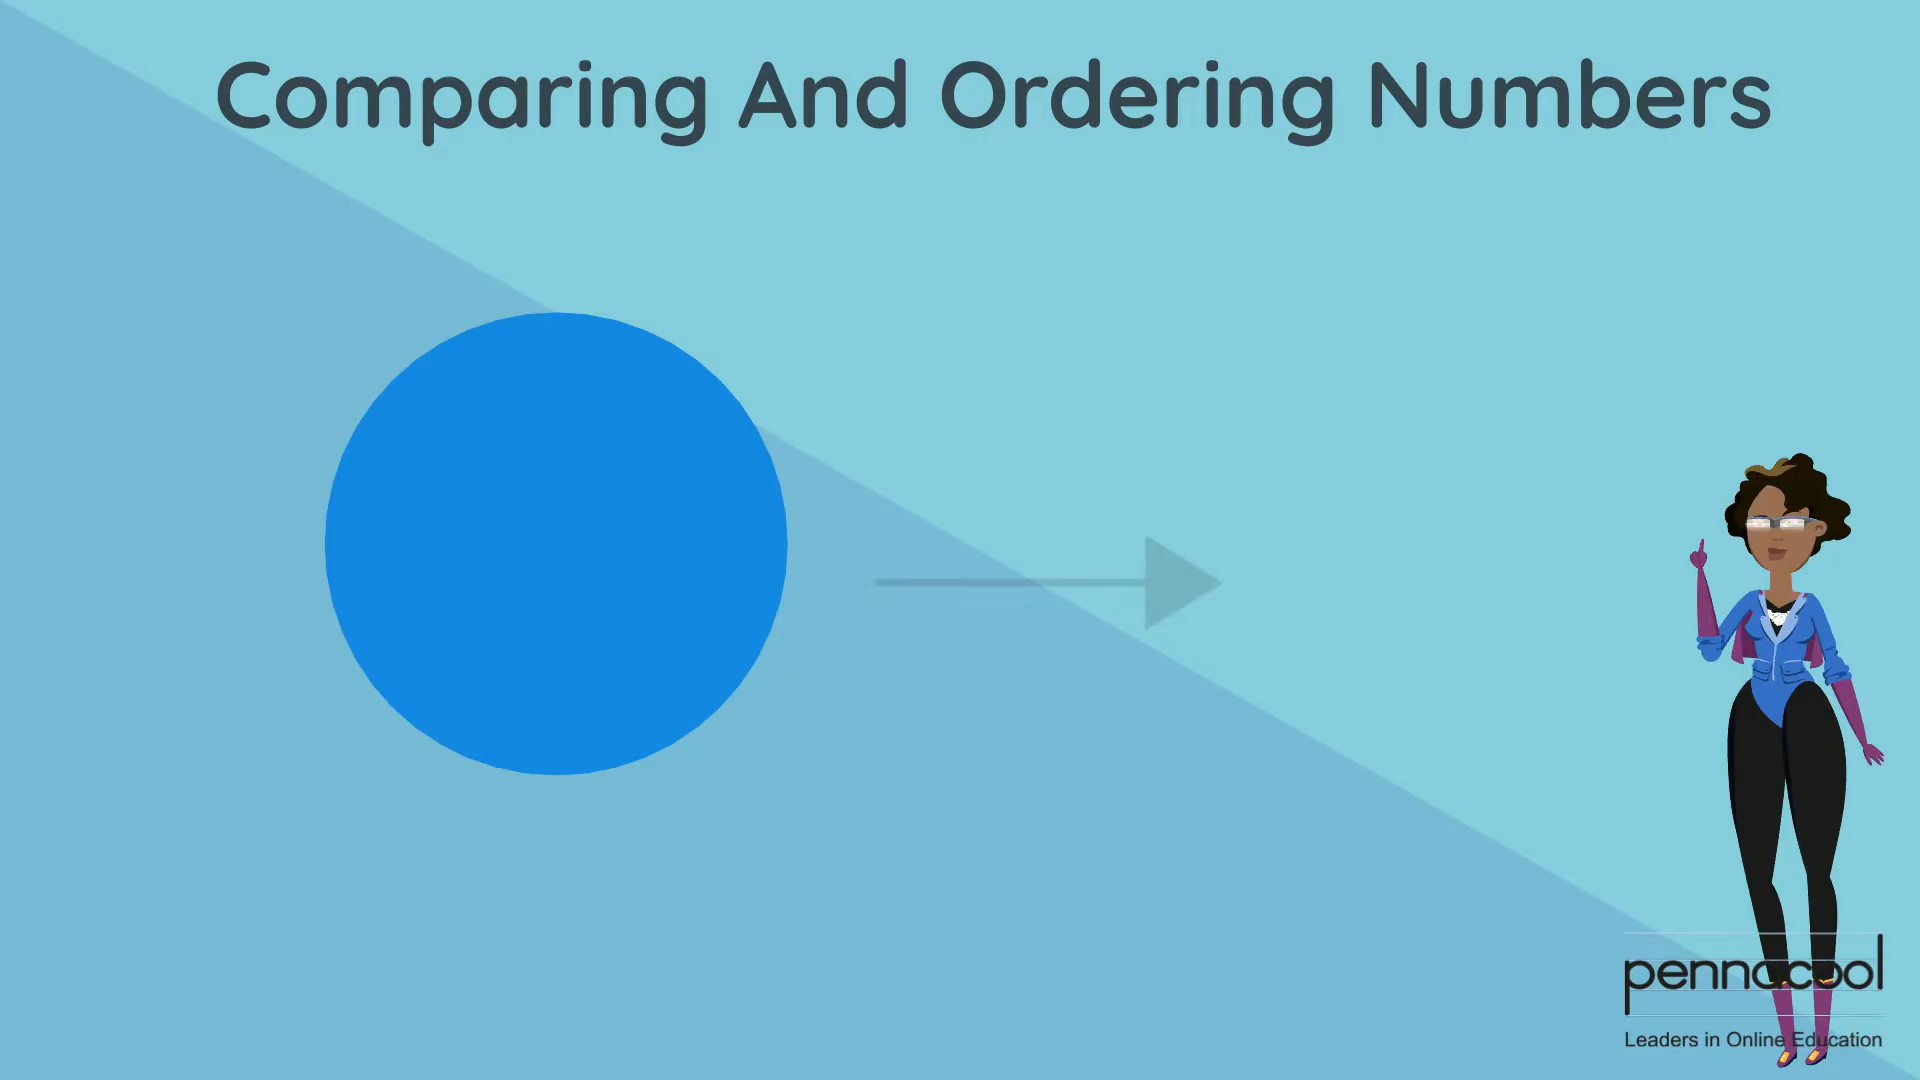 Comparing And Ordering Numbers
pennacool
Leaders in Online Education